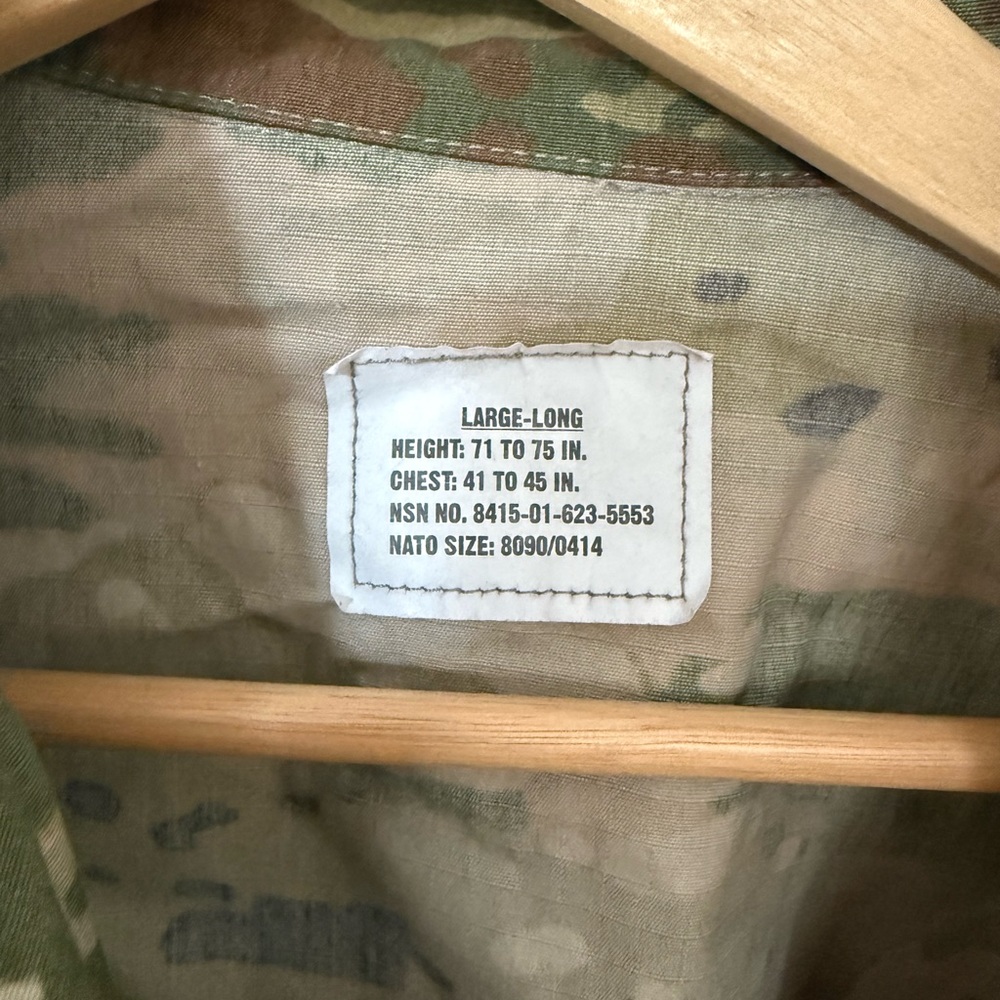 LARGE-LONG
HEIGHT: 71 TO 75 IN.
CHEST: 41 TO 45 IN.
NSN NO. 8415-01-623-5553
NATO SIZE: 8090/0414